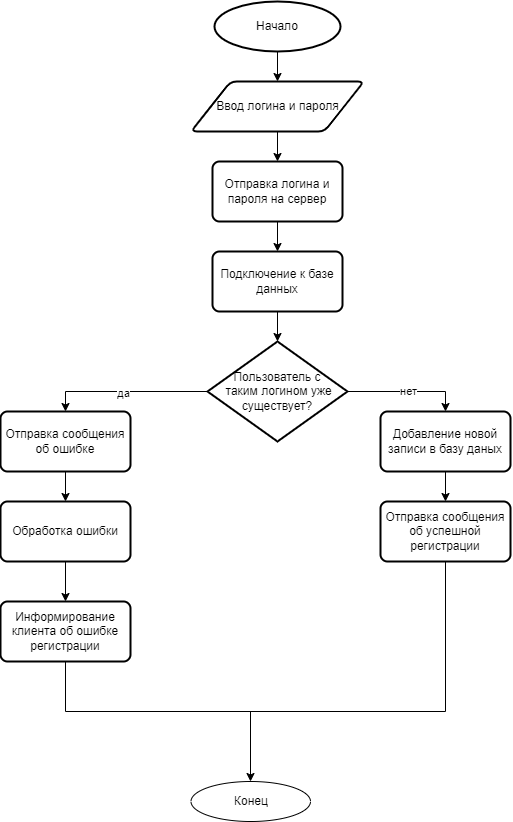 Начало
Ввод логина и пароля
Отправка логина и
пароля на сервер
Подключение к базе
данных
Пользователь с
таким логином уже
существует?
да
нет
Отправка сообщения
об ошибке
Добавление новой
записи в базу даных
Обработка ошибки
Отправка сообщения
об успешной
регистрации
Информирование
клиента об ошибке
регистрации
Конец